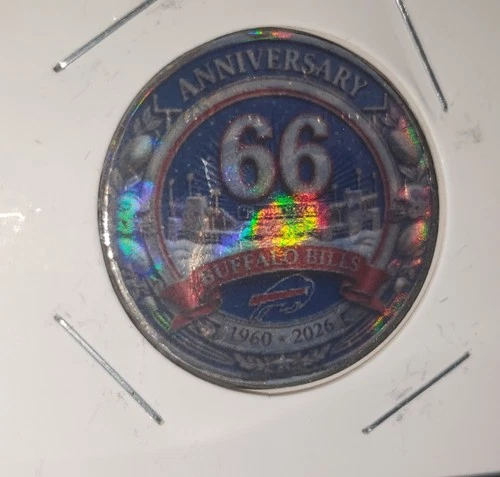 ANNIVERSARY
66
BUFFALO BILLS
1960 • 2026